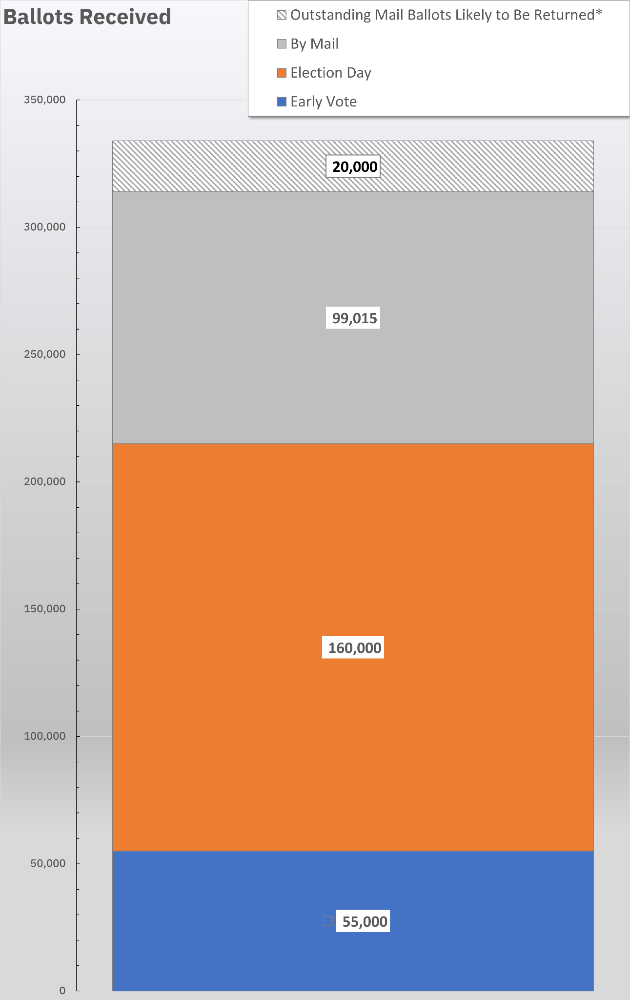 Ballots Received
Outstanding Mail Ballots Likely to Be Returned*
By Mail
Election Day
Early Vote
350,000
20,000
300,000
99,015
250,000
200,000
150,000
160,000
100,000
50,000
55,000
0